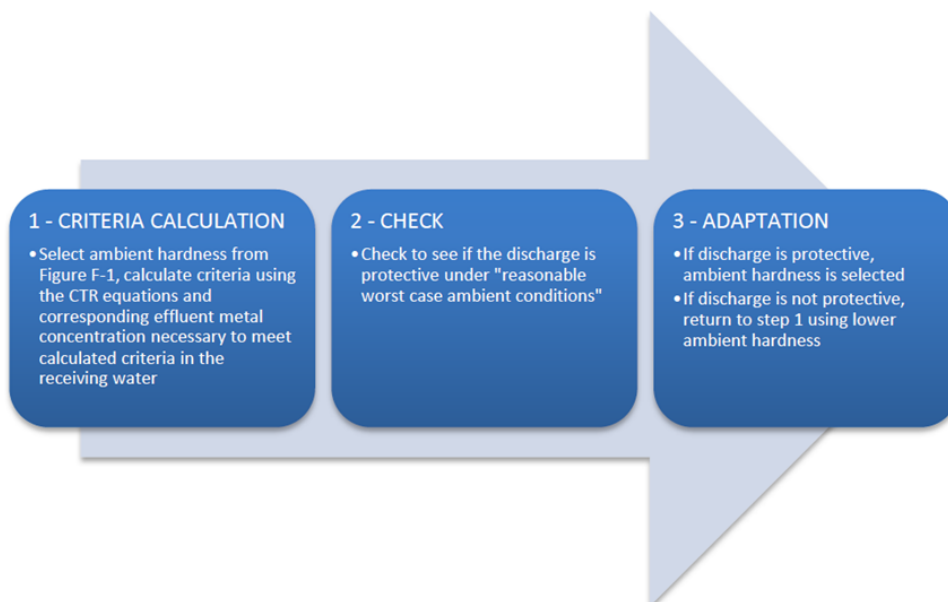 1 - CRITERIA CALCULATION
•Select ambient hardness from
Figure F-1, calculate criteria using
the CTR equations and
corresponding effluent metal
concentration necessary to meet
calculated criteria in the
receiving water
2 - CHECK
•Check to see if the discharge is
protective under "reasonable
worst case ambient conditions"
3 - ADAPTATION
•If discharge is protective,
ambient hardness is selected
•If discharge is not protective,
return to step 1 using lower
ambient hardness